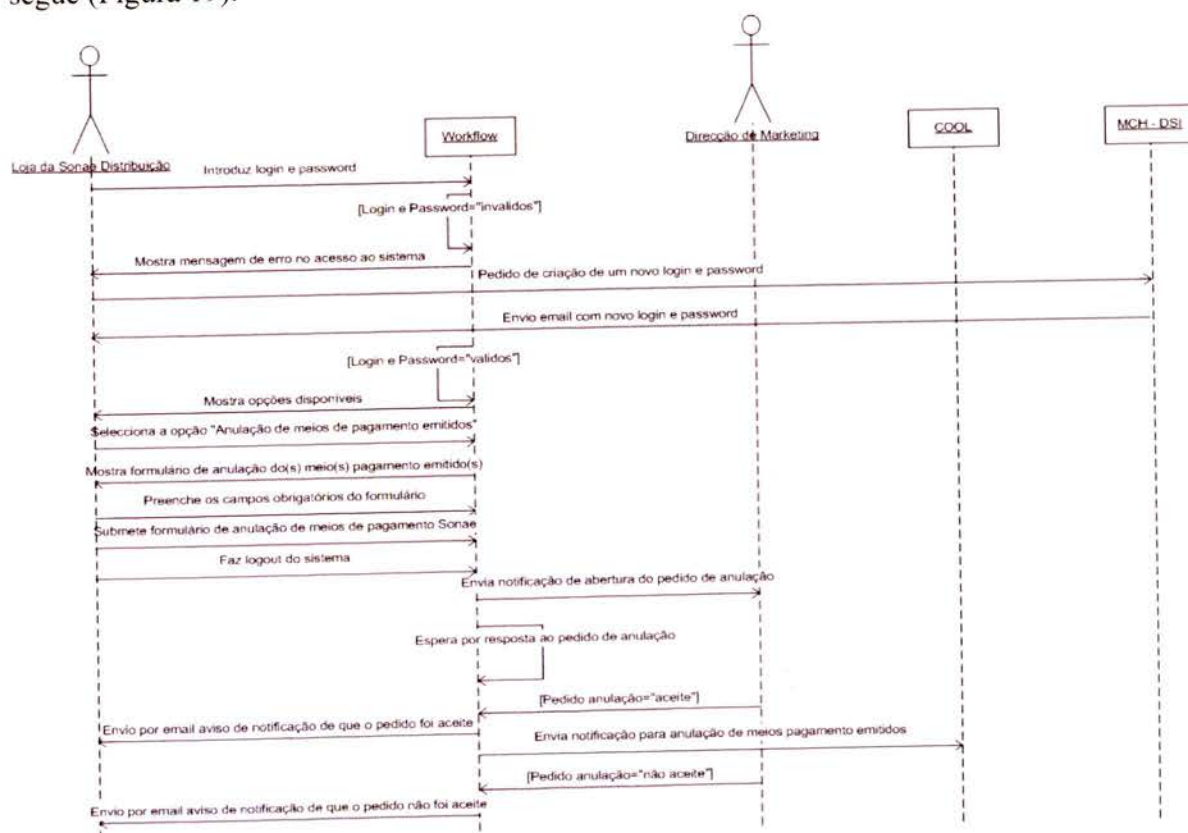 segue (Figura 19).
Workflow
COOL
MCH - DSI
Direcção de Marketing
Loja da Sonae Distribuição
Introduz login e password
[Login e Password="invalidos"]
Mostra mensagem de erro no acesso ao sistema
Pedido de criação de um novo login e password
Envio email com novo login e password
[Login e Password="validos"]
Mostra opções disponíveis
Selecciona a opção "Anulação de meios de pagamento emitidos"
Mostra formulário de anulação do(s) meio(s) pagamento emitido(s)
Preenche os campos obrigatórios do formulário
Submete formulário de anulação de meios de pagamento Sonae
Faz logout do sistema
Envia notificação de abertura do pedido de anulação
Espera por resposta ao pedido de anulação
[Pedido anulação="aceite"]
Envio por email aviso de notificação de que o pedido foi aceite
Envia notificação para anulação de meios pagamento emitidos
[Pedido anulação="não aceite"]
Envio por email aviso de notificação de que o pedido não foi aceite